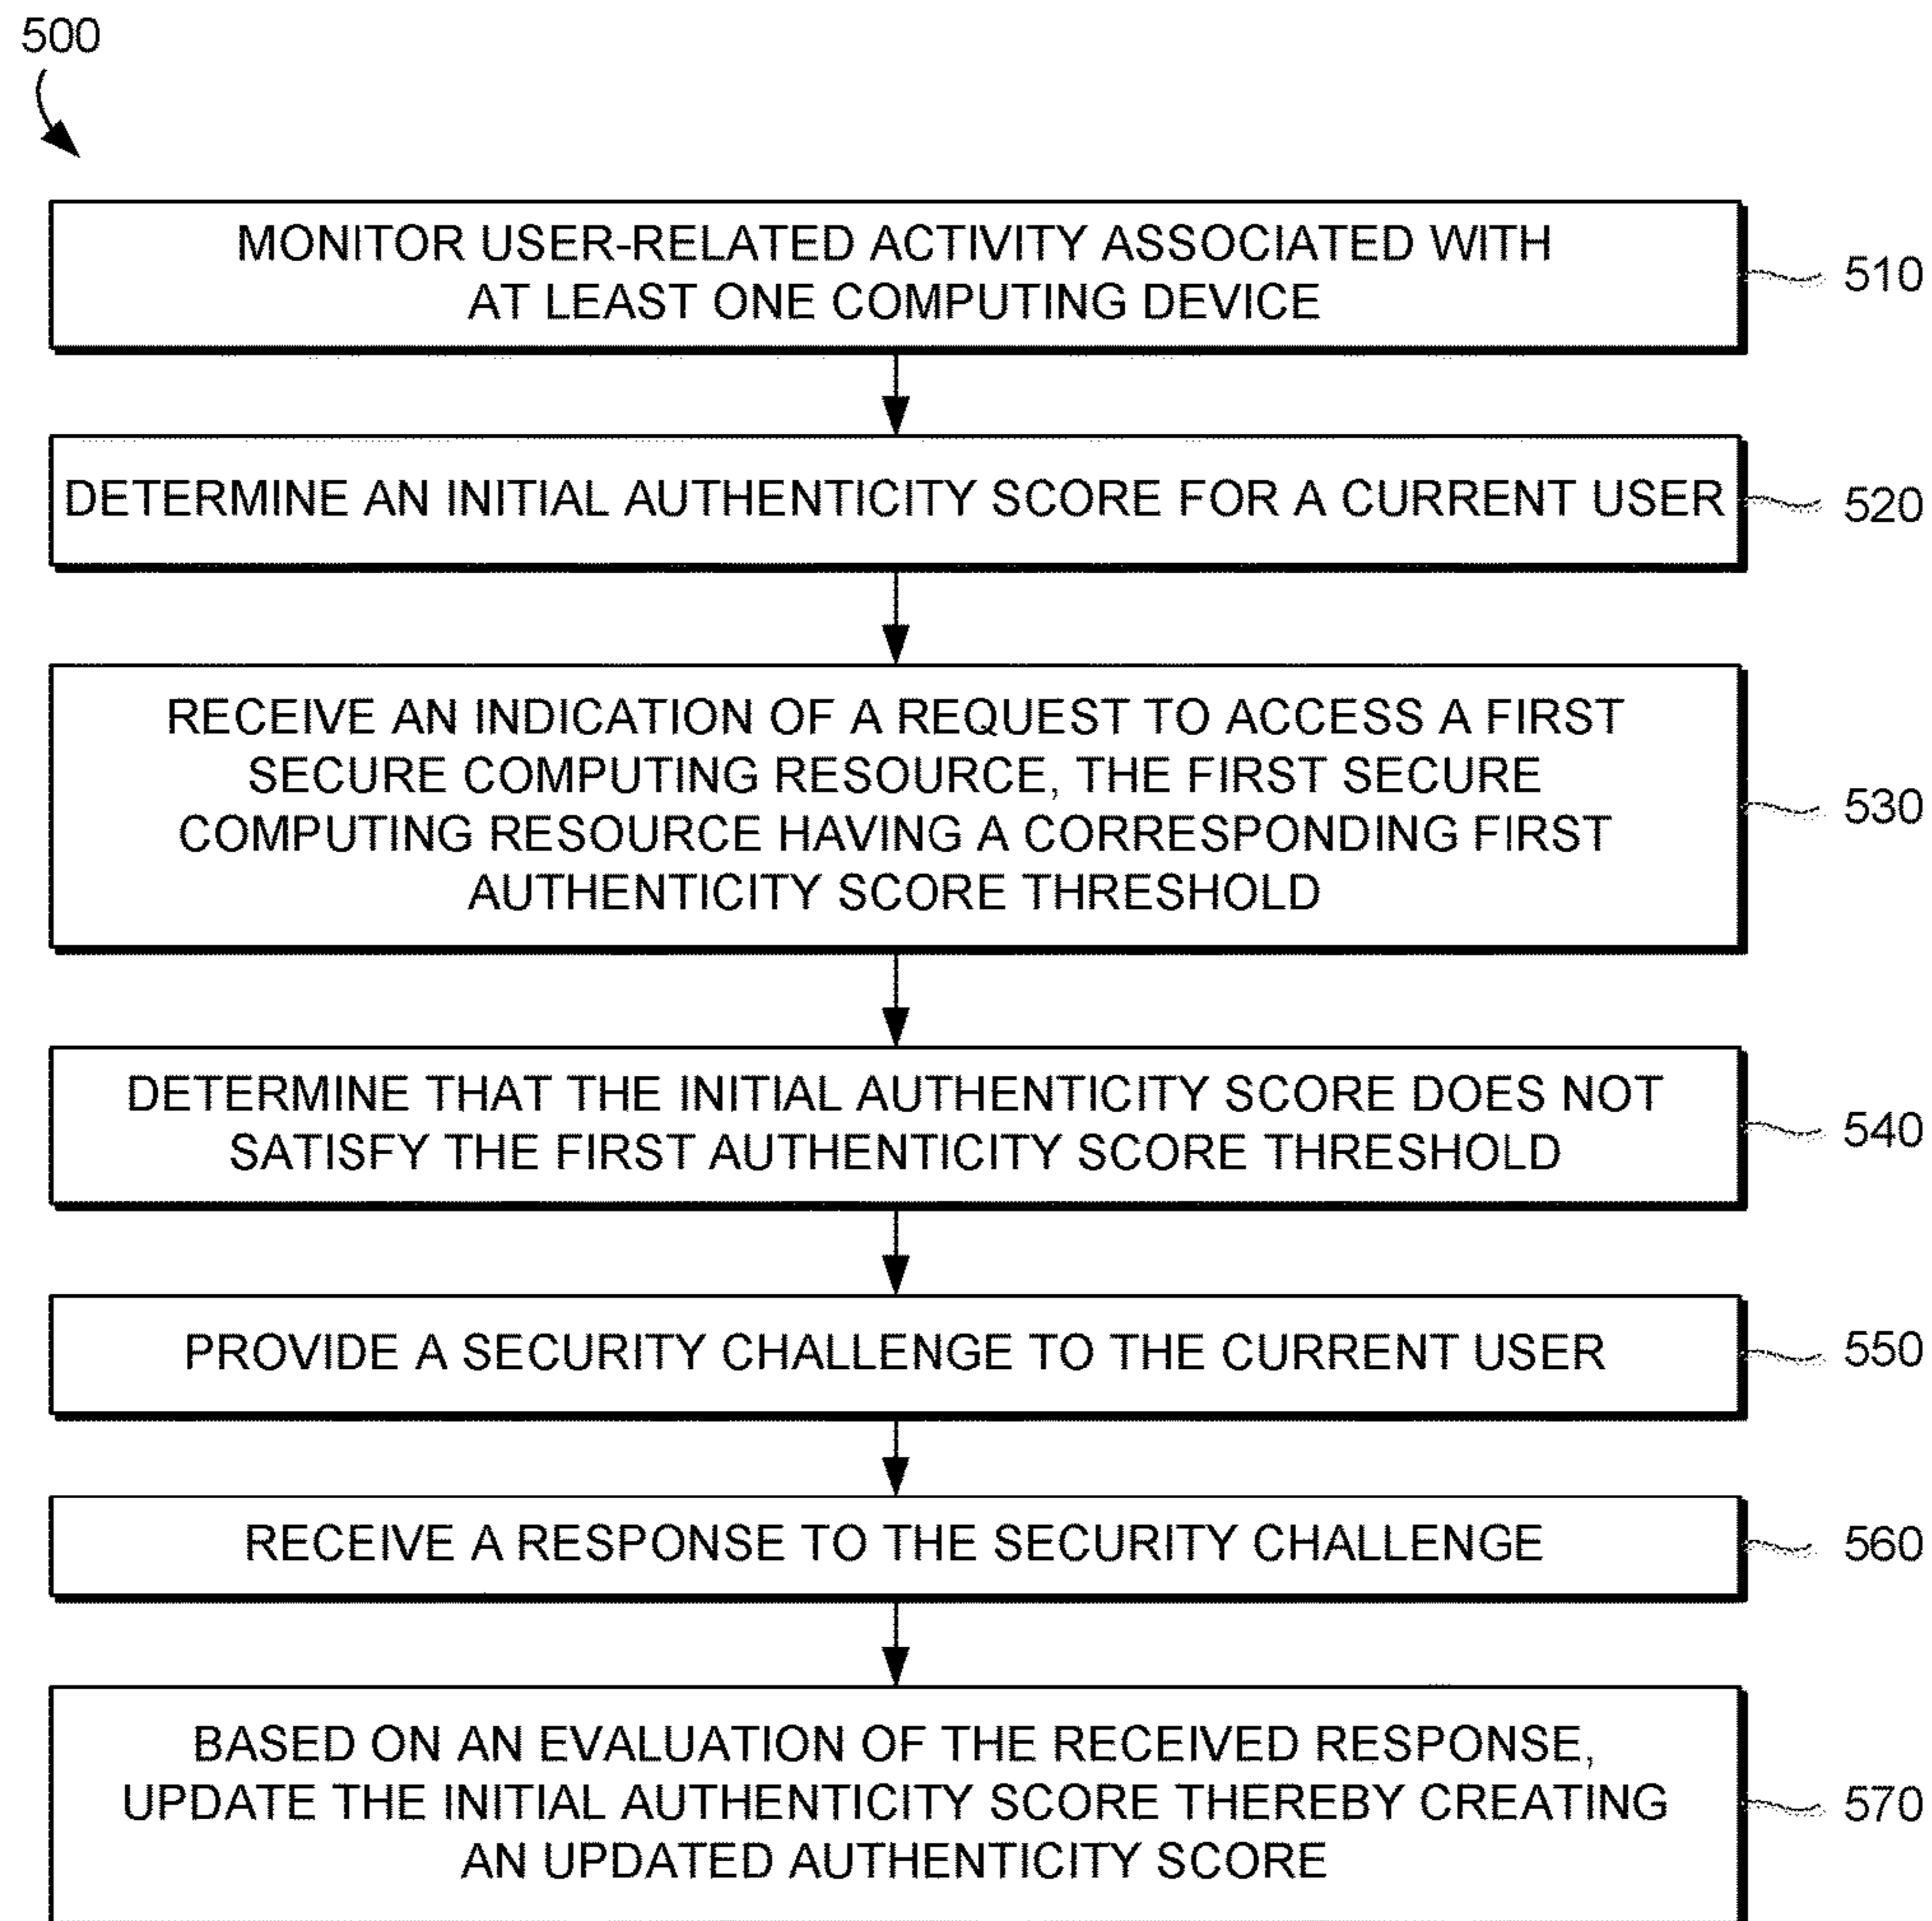 500
MONITOR USER-RELATED ACTIVITY ASSOCIATED WITH
AT LEAST ONE COMPUTING DEVICE
510
DETERMINE AN INITIAL AUTHENTICITY SCORE FOR A CURRENT USER
520
RECEIVE AN INDICATION OF A REQUEST TO ACCESS A FIRST
SECURE COMPUTING RESOURCE, THE FIRST SECURE
COMPUTING RESOURCE HAVING A CORRESPONDING FIRST
AUTHENTICITY SCORE THRESHOLD
530
DETERMINE THAT THE INITIAL AUTHENTICITY SCORE DOES NOT
SATISFY THE FIRST AUTHENTICITY SCORE THRESHOLD
540
PROVIDE A SECURITY CHALLENGE TO THE CURRENT USER
550
RECEIVE A RESPONSE TO THE SECURITY CHALLENGE
560
BASED ON AN EVALUATION OF THE RECEIVED RESPONSE,
UPDATE THE INITIAL AUTHENTICITY SCORE THEREBY CREATING
AN UPDATED AUTHENTICITY SCORE
570